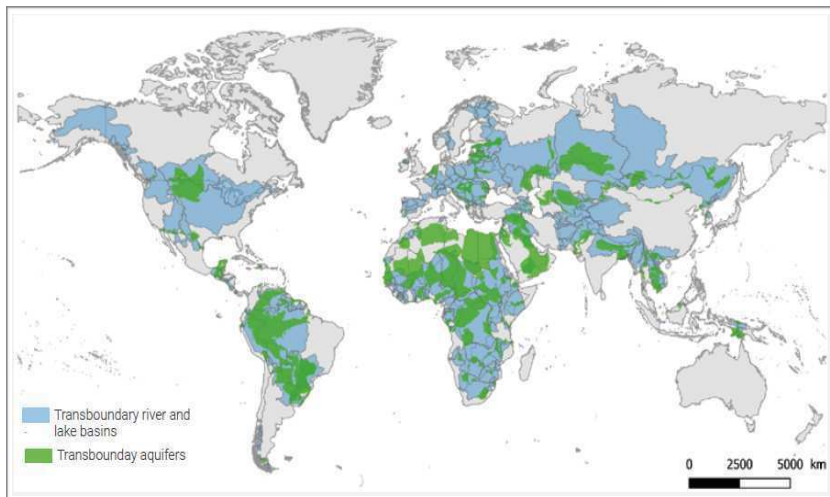 Transboundary river and
lake basins
Transbounday aquifers
0 2500 5000 km